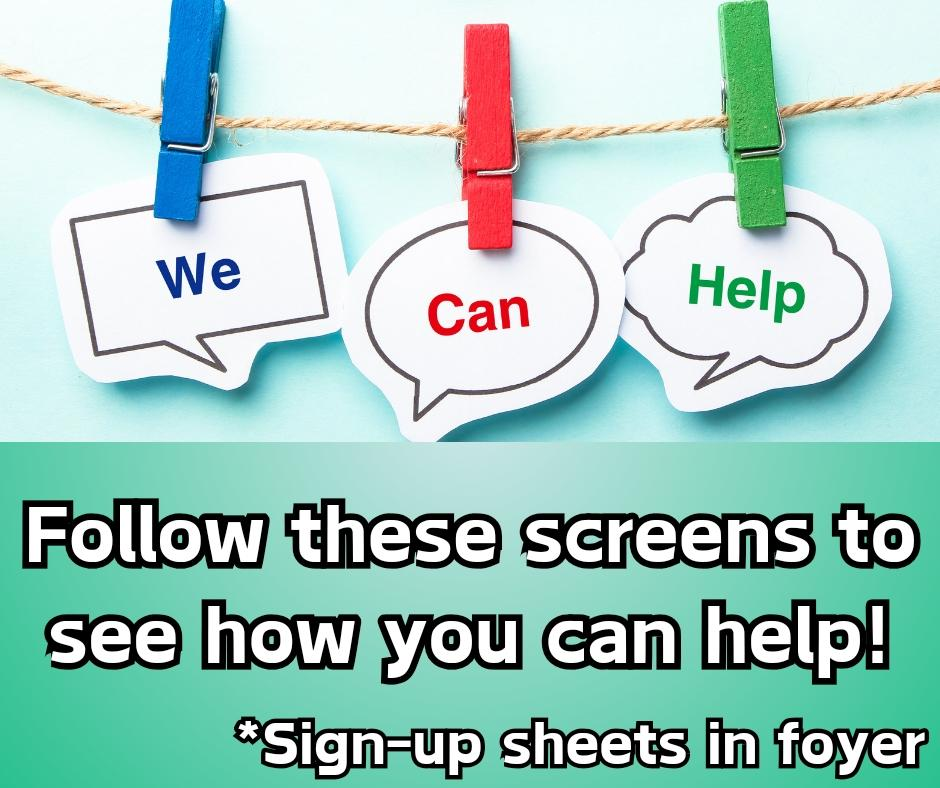 We
Can
Help
Follow these screens to
see how you can help!
*Sign-up sheets in foyer